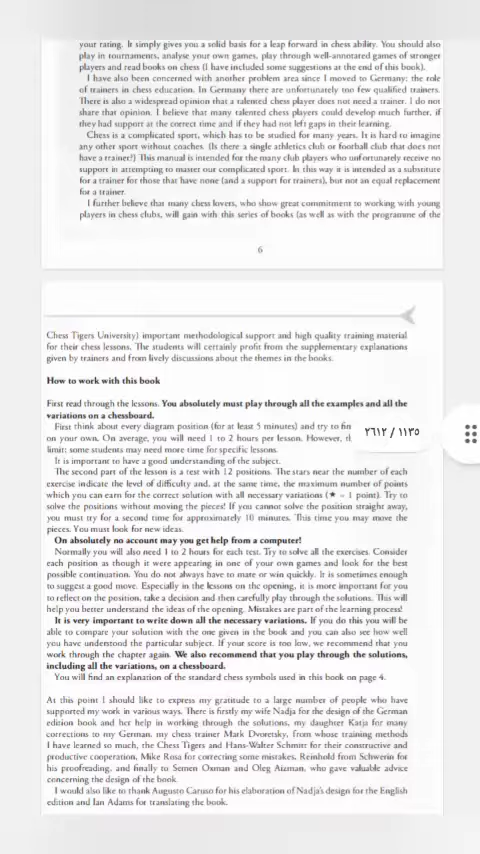 your rating. It simply gives you a solid basis for a leap forward in chess ability. You should also
play in tournaments, analyse your own games, play through well-annotated games of stronger
players and read books on chess (I have included some suggestions at the end of this book).
I have also been concerned with another problem area since I moved to Germany: the role
of trainers in chess education. In Germany there are unfortunately too few qualified trainers.
There is also a widespread opinion that a talented chess player does not need a trainer. I do not
share that opinion. I believe that many talented chess players could develop much further, if
they had support at the correct time and if they had not left gaps in their learning.
Chess is a complicated sport, which has to be studied for many years. It is hard to imagine
any other sport without coaches. (Is there a single athletics club or football club that does not
have a trainer?) This manual is intended for the many club players who unfortunately receive no
support in attempting to master our complicated sport. In this way it is intended as a substitute
for a trainer for those that have none (and a support for trainers), but not an equal replacement
for a trainer.
I further believe that many chess lovers, who show great commitment to working with young
players in chess clubs, will gain with this series of books (as well as with the programme of the
6
Chess Tigers University) important methodological support and high quality training material
for their chess lessons. The students will certainly profit from the supplementary explanations
given by trainers and from lively discussions about the themes in the books.
How to work with this book
First read through the lessons. You absolutely must play through all the examples and all the
variations on a chessboard.
First think about every diagram position (for at least 5 minutes) and try to fin
on your own. On average, you will need 1 to 2 hours per lesson. However, th
limit: some students may need more time for specific lessons.
٢٦١٢ / ١١٣٥
It is important to have a good understanding of the subject.
The second part of the lesson is a test with 12 positions. The stars near the number of each
exercise indicate the level of difficulty and, at the same time, the maximum number of points
which you can earn for the correct solution with all necessary variations (★ = 1 point). Try to
solve the positions without moving the pieces! If you cannot solve the position straight away,
you must try for a second time for approximately 10 minutes. This time you may move the
pieces. You must look for new ideas.
On absolutely no account may you get help from a computer!
Normally you will also need 1 to 2 hours for each test. Try to solve all the exercises. Consider
each position as though it were appearing in one of your own games and look for the best
possible continuation. You do not always have to mate or win quickly. It is sometimes enough
to suggest a good move. Especially in the lessons on the opening, it is more important for you
to reflect on the position, take a decision and then carefully play through the solutions. This will
help you better understand the ideas of the opening. Mistakes are part of the learning process!
It is very important to write down all the necessary variations. If you do this you will be
able to compare your solution with the one given in the book and you can also see how well
you have understood the particular subject. If your score is too low, we recommend that you
work through the chapter again. We also recommend that you play through the solutions,
including all the variations, on a chessboard.
You will find an explanation of the standard chess symbols used in this book on page 4.
At this point I should like to express my gratitude to a large number of people who have
supported my work in various ways. There is firstly my wife Nadja for the design of the German
edition book and her help in working through the solutions, my daughter Katja for many
corrections to my German, my chess trainer Mark Dvoretsky, from whose training methods
I have learned so much, the Chess Tigers and Hans-Walter Schmitt for their constructive and
productive cooperation, Mike Rosa for correcting some mistakes, Reinhold from Schwerin for
his proofreading, and finally to Semen Oxman and Oleg Aizman, who gave valuable advice
concerning the design of the book.
I would also like to thank Augusto Caruso for his elaboration of Nadja's design for the English
edition and Ian Adams for translating the book.